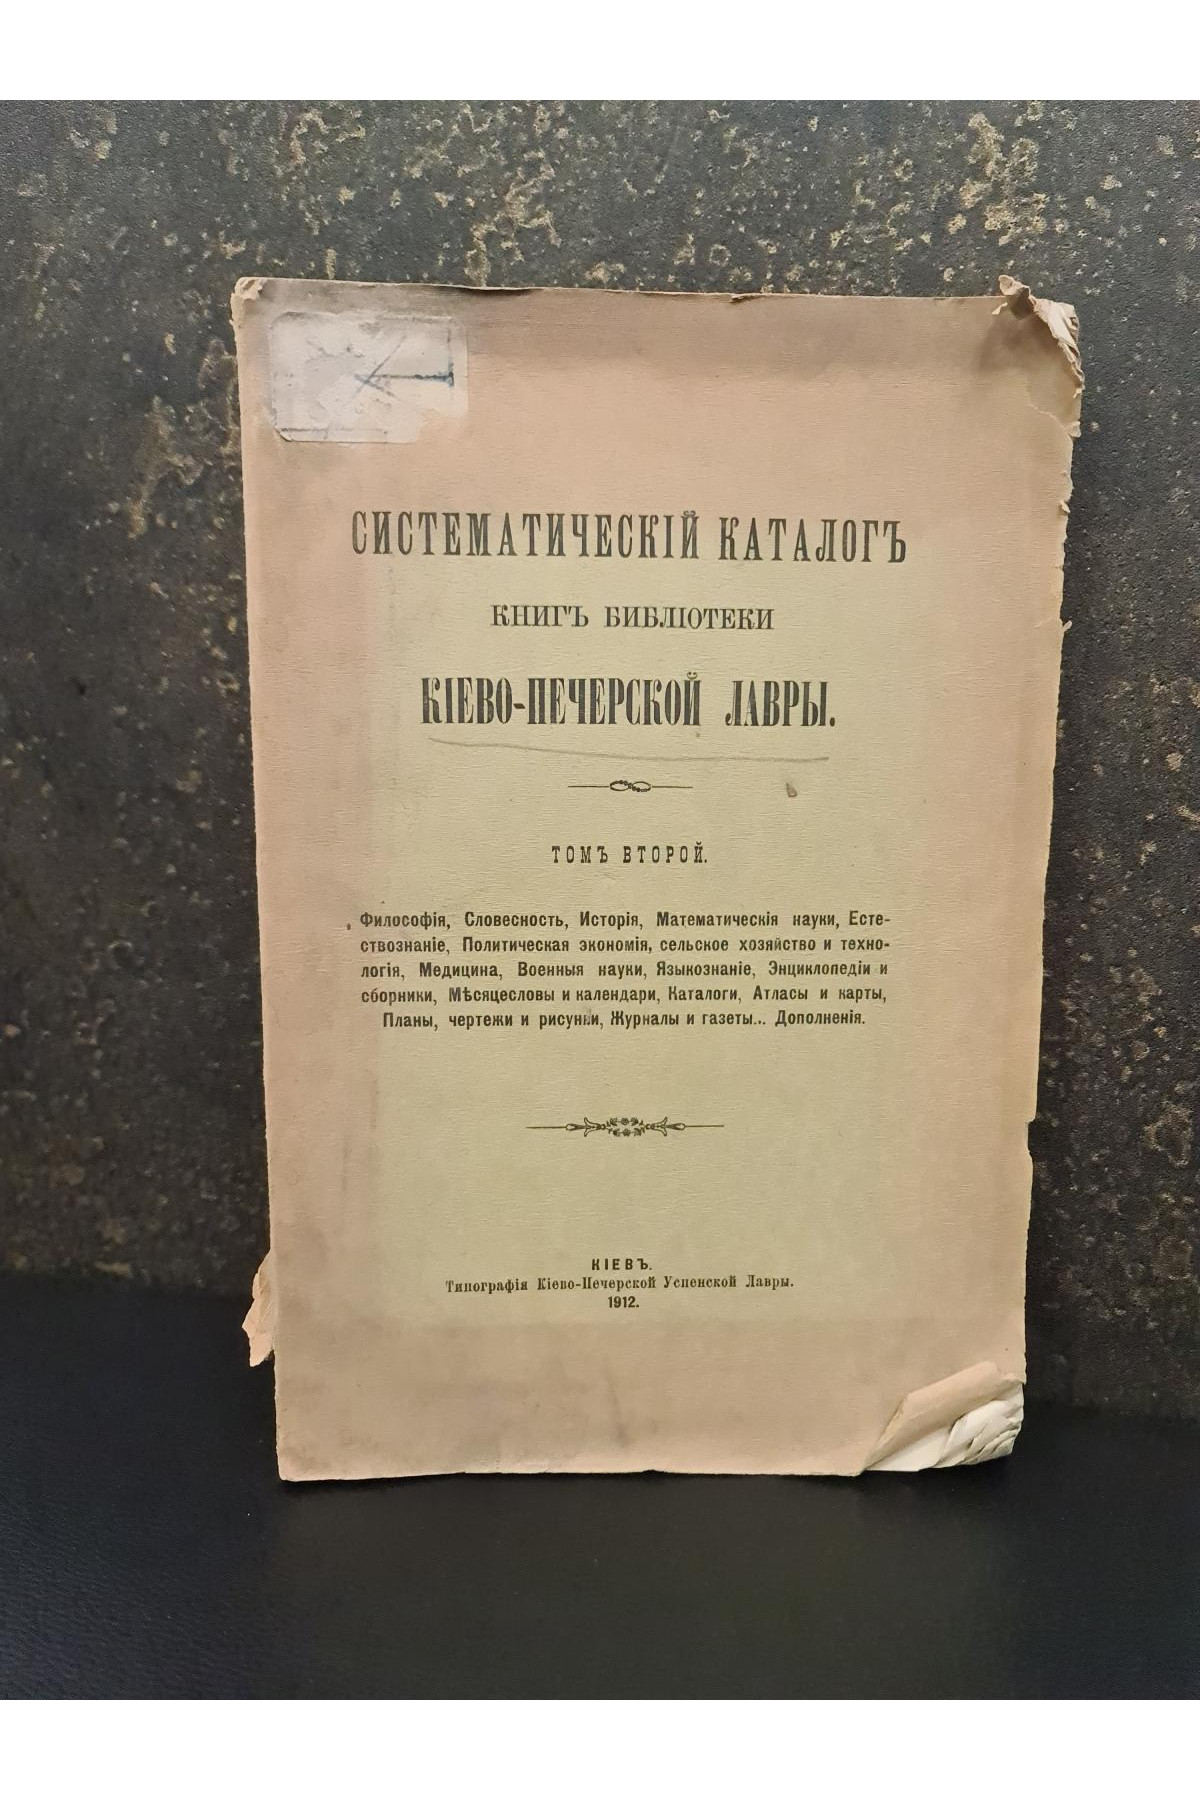 СИСТЕМАТИЧЕСКІЙ КАТАЛОГЪ
КНИГЪ БИБЛІОТЕКИ
КІЕВО-ПЕЧЕРСКОЙ ЛАВРЫ.
ТОМЪ ВТОРОЙ.
Философія, Словесность, Исторія, Математическія науки, Есте-
ствознаніе, Политическая экономія, сельское хозяйство и техно-
логія, Медицина, Военныя науки, Языкознаніе, Энциклопедіи и
сборники, Мѣсяцесловы и календари, Каталоги, Атласы и карты,
Планы, чертежи и рисунки, Журналы и газеты... Дополненія.
КІЕВЪ.
Типографія Кіево-Печерской Успенской Лавры.
1912.